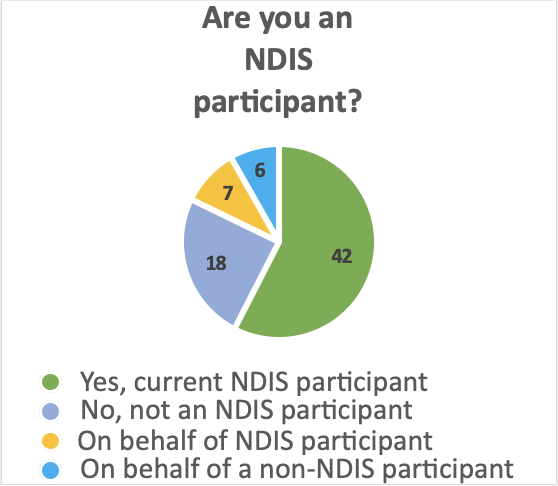 Are you an
NDIS
participant?
6
7
42
18
Yes, current NDIS participant
No, not an NDIS participant
On behalf of NDIS participant
On behalf of a non-NDIS participant